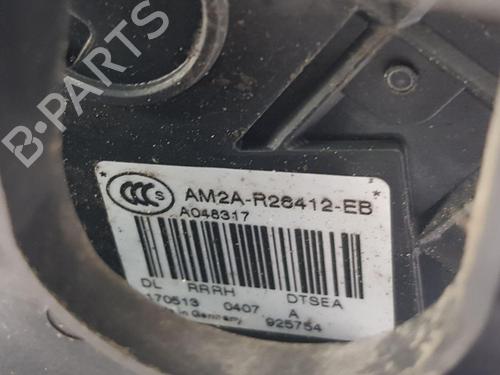 B-PARTS
CCC S
AM2A-R26412-EB
A048317
DL RRRH DTSEA
170513 0407 A
in Germany 925754